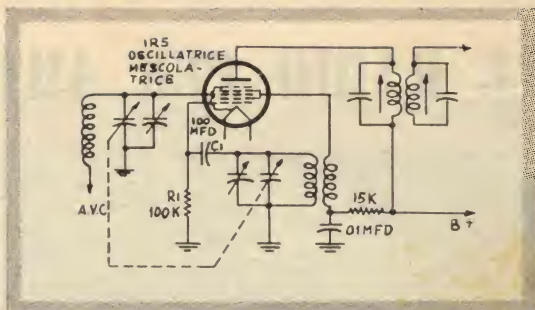 1R5
OSCILLATRICE
MESCOLA-
TRICE
100
MFD
C1
A.V.C.
R1
100K
15K
.01MFD
B+